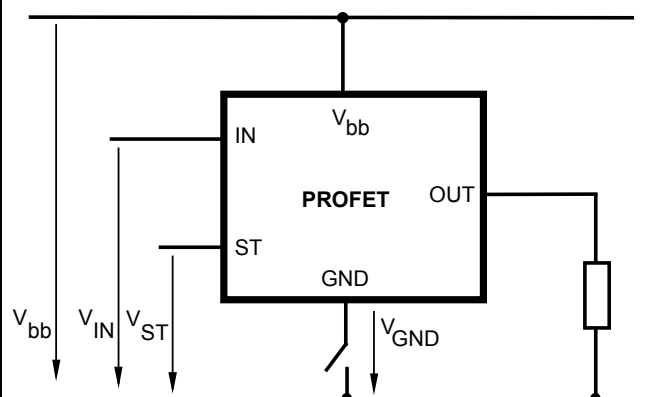 Vbb
IN
PROFET
OUT
ST
GND
Vbb
VIN
VST
VGND